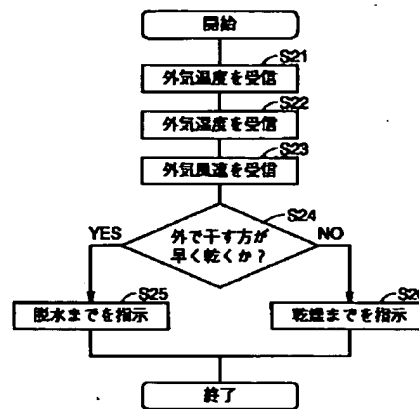 開始
S21
外気温度を受信
S22
外気湿度を受信
S23
外気風速を受信
S24
YES
外で干す方が
早く乾くか？
NO
S25
脱水までを指示
S26
乾燥までを指示
終了